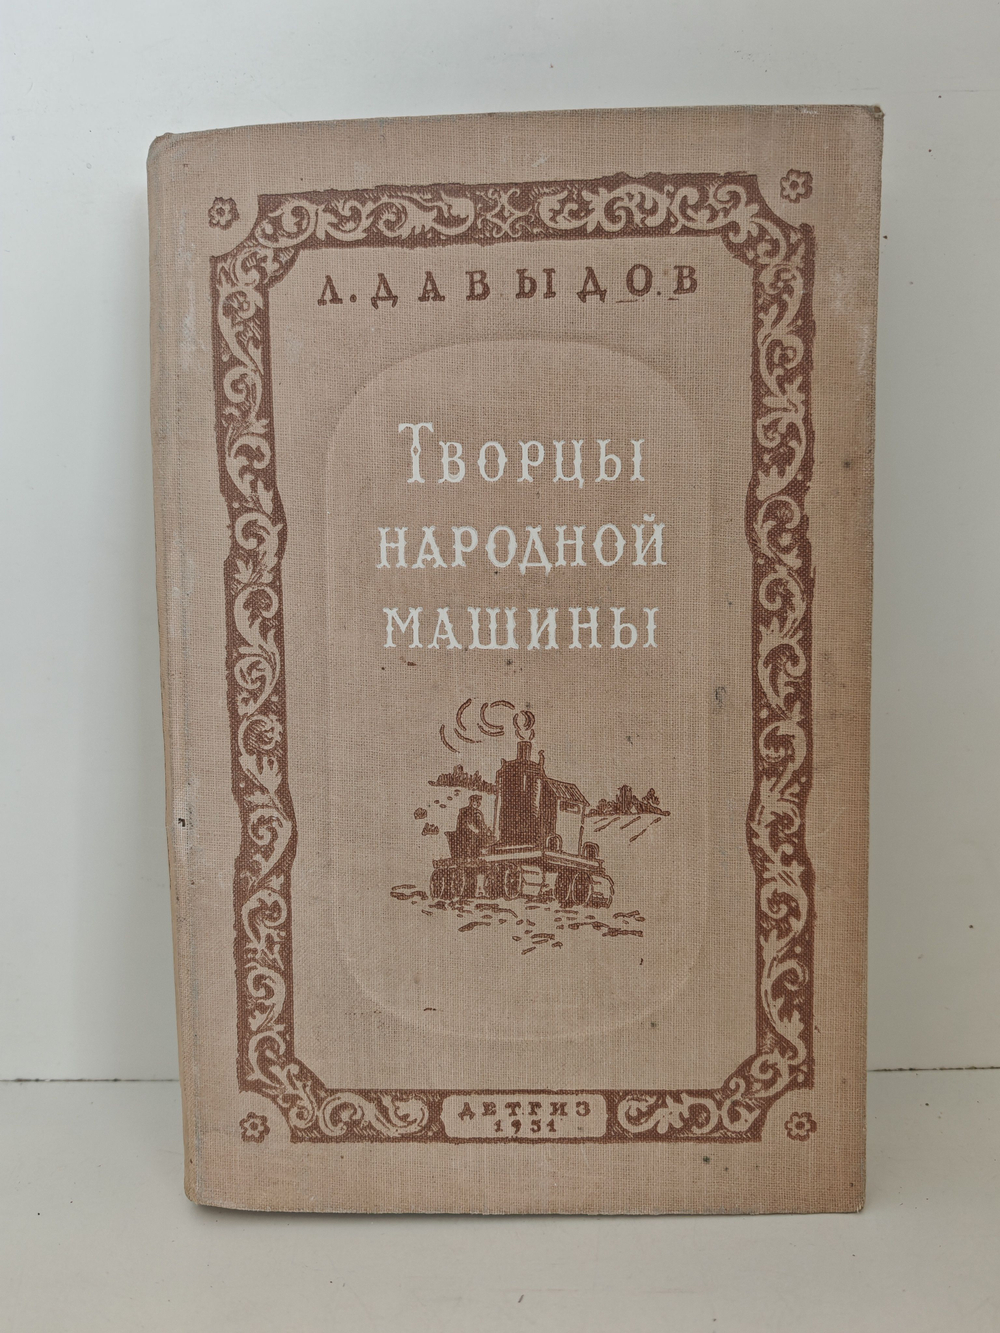 Л. ДАВЫДОВ
ТВОРЦЫ
НАРОДНОЙ
МАШИНЫ
ДЕТГИЗ
1951